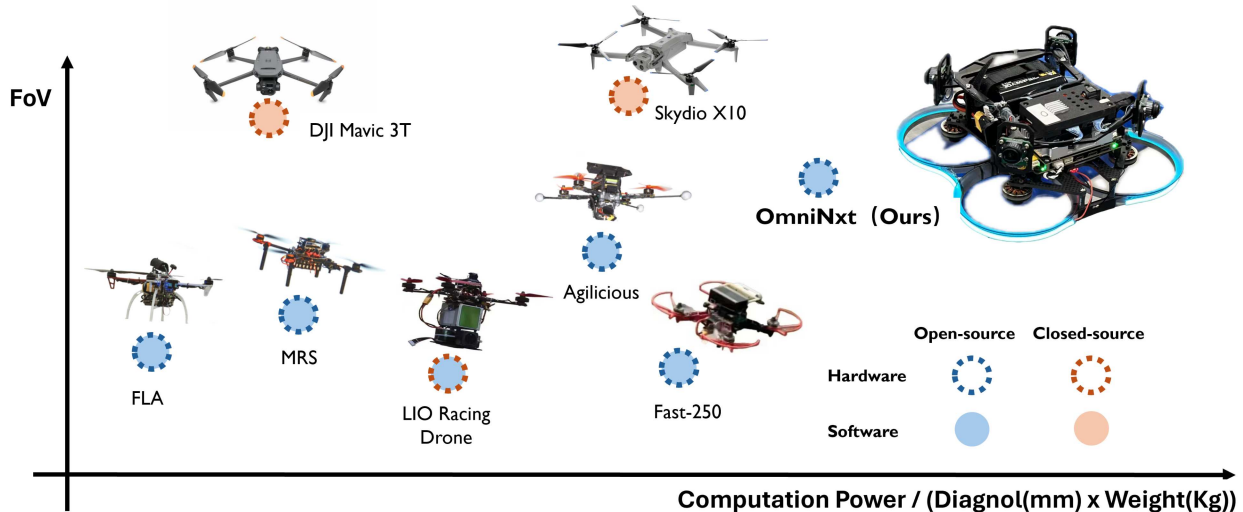 FoV
DJI Mavic 3T
Skydio X10
OmniNxt（Ours）
Agilicious
MRS
FLA
LIO Racing
Drone
Fast-250
Open-source
Closed-source
Hardware
Software
Computation Power / (Diagnol(mm) x Weight(Kg))